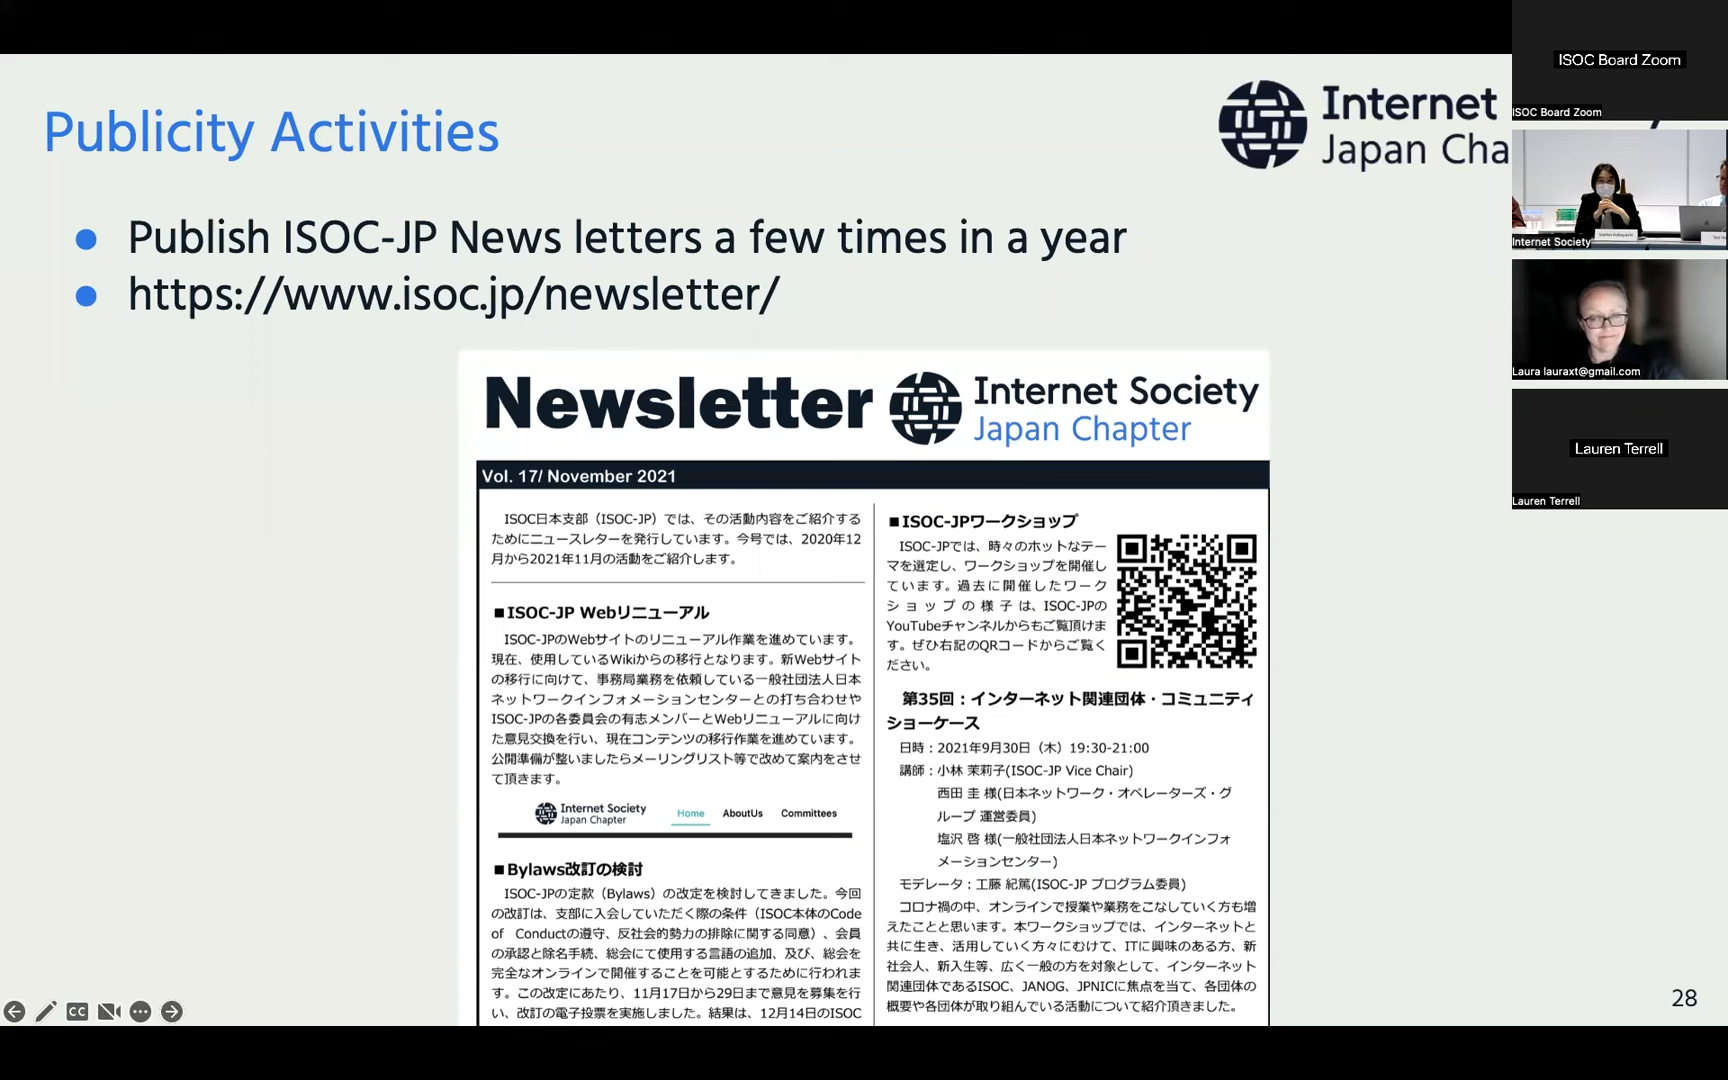 Publicity Activities
Internet
Japan Cha
Publish ISOC-JP News letters a few times in a year
https://www.isoc.jp/newsletter/
Newsletter
Internet Society
Japan Chapter
Vol. 17/ November 2021
ISOC日本支部（ISOC-JP）では、その活動内容をご紹介する
ためにニュースレターを発行しています。今号では、2020年12
月から2021年11月の活動をご紹介します。
■ISOC-JP Webリニューアル
ISOC-JPのWebサイトのリニューアル作業を進めています。
現在、使用しているWikiからの移行となります。新Webサイト
の移行に向けて、事務局業務を依頼している一般社団法人日本
ネットワークインフォメーションセンターとの打ち合わせや
ISOC-JPの各委員会の有志メンバーとWebリニューアルに向け
た意見交換を行い、現在コンテンツの移行作業を進めています。
公開準備が整いましたらメーリングリスト等で改めて案内をさせ
て頂きます。
Internet Society
Japan Chapter
Home AboutUs Committees
■Bylaws改訂の検討
ISOC-JPの定款（Bylaws）の改定を検討してきました。今回
の改訂は、支部に入会していただく際の条件（ISOC本体のCode
of Conductの遵守、反社会的勢力の排除に関する同意）、会員
の承認と除名手続、総会にて使用する言語の追加、及び、総会を
完全なオンラインで開催することを可能とするために行われま
す。この改定にあたり、11月17日から29日まで意見を募集を行
い、改訂の電子投票を実施しました。結果は、12月14日のISOC
■ISOC-JPワークショップ
ISOC-JPでは、時々のホットなテー
マを選定し、ワークショップを開催し
ています。過去に開催したワーク
ショップの様子は、ISOC-JPの
YouTubeチャンネルからもご覧頂けま
す。ぜひ右記のQRコードからご覧く
ださい。
第35回：インターネット関連団体・コミュニティ
ショーケース
日時：2021年9月30日（木）19:30-21:00
講師：小林 茉莉子(ISOC-JP Vice Chair)
西田 圭 様(日本ネットワーク・オペレーターズ・グ
ループ 運営委員)
塩沢 啓 様(一般社団法人日本ネットワークインフォ
メーションセンター)
モデレータ：工藤 紀篤(ISOC-JP プログラム委員)
コロナ禍の中、オンラインで授業や業務をこなしていく方も増
えたことと思います。本ワークショップでは、インターネットと
共に生き、活用していく方々にむけて、ITに興味のある方、新
社会人、新入生等、広く一般の方を対象として、インターネット
関連団体であるISOC、JANOG、JPNICに焦点を当て、各団体の
概要や各団体が取り組んでいる活動について紹介頂きました。
28
CC
ISOC Board Zoom
ISOC Board Zoom
Internet Society
Laura lauraxt@gmail.com
Lauren Terrell
Lauren Terrell